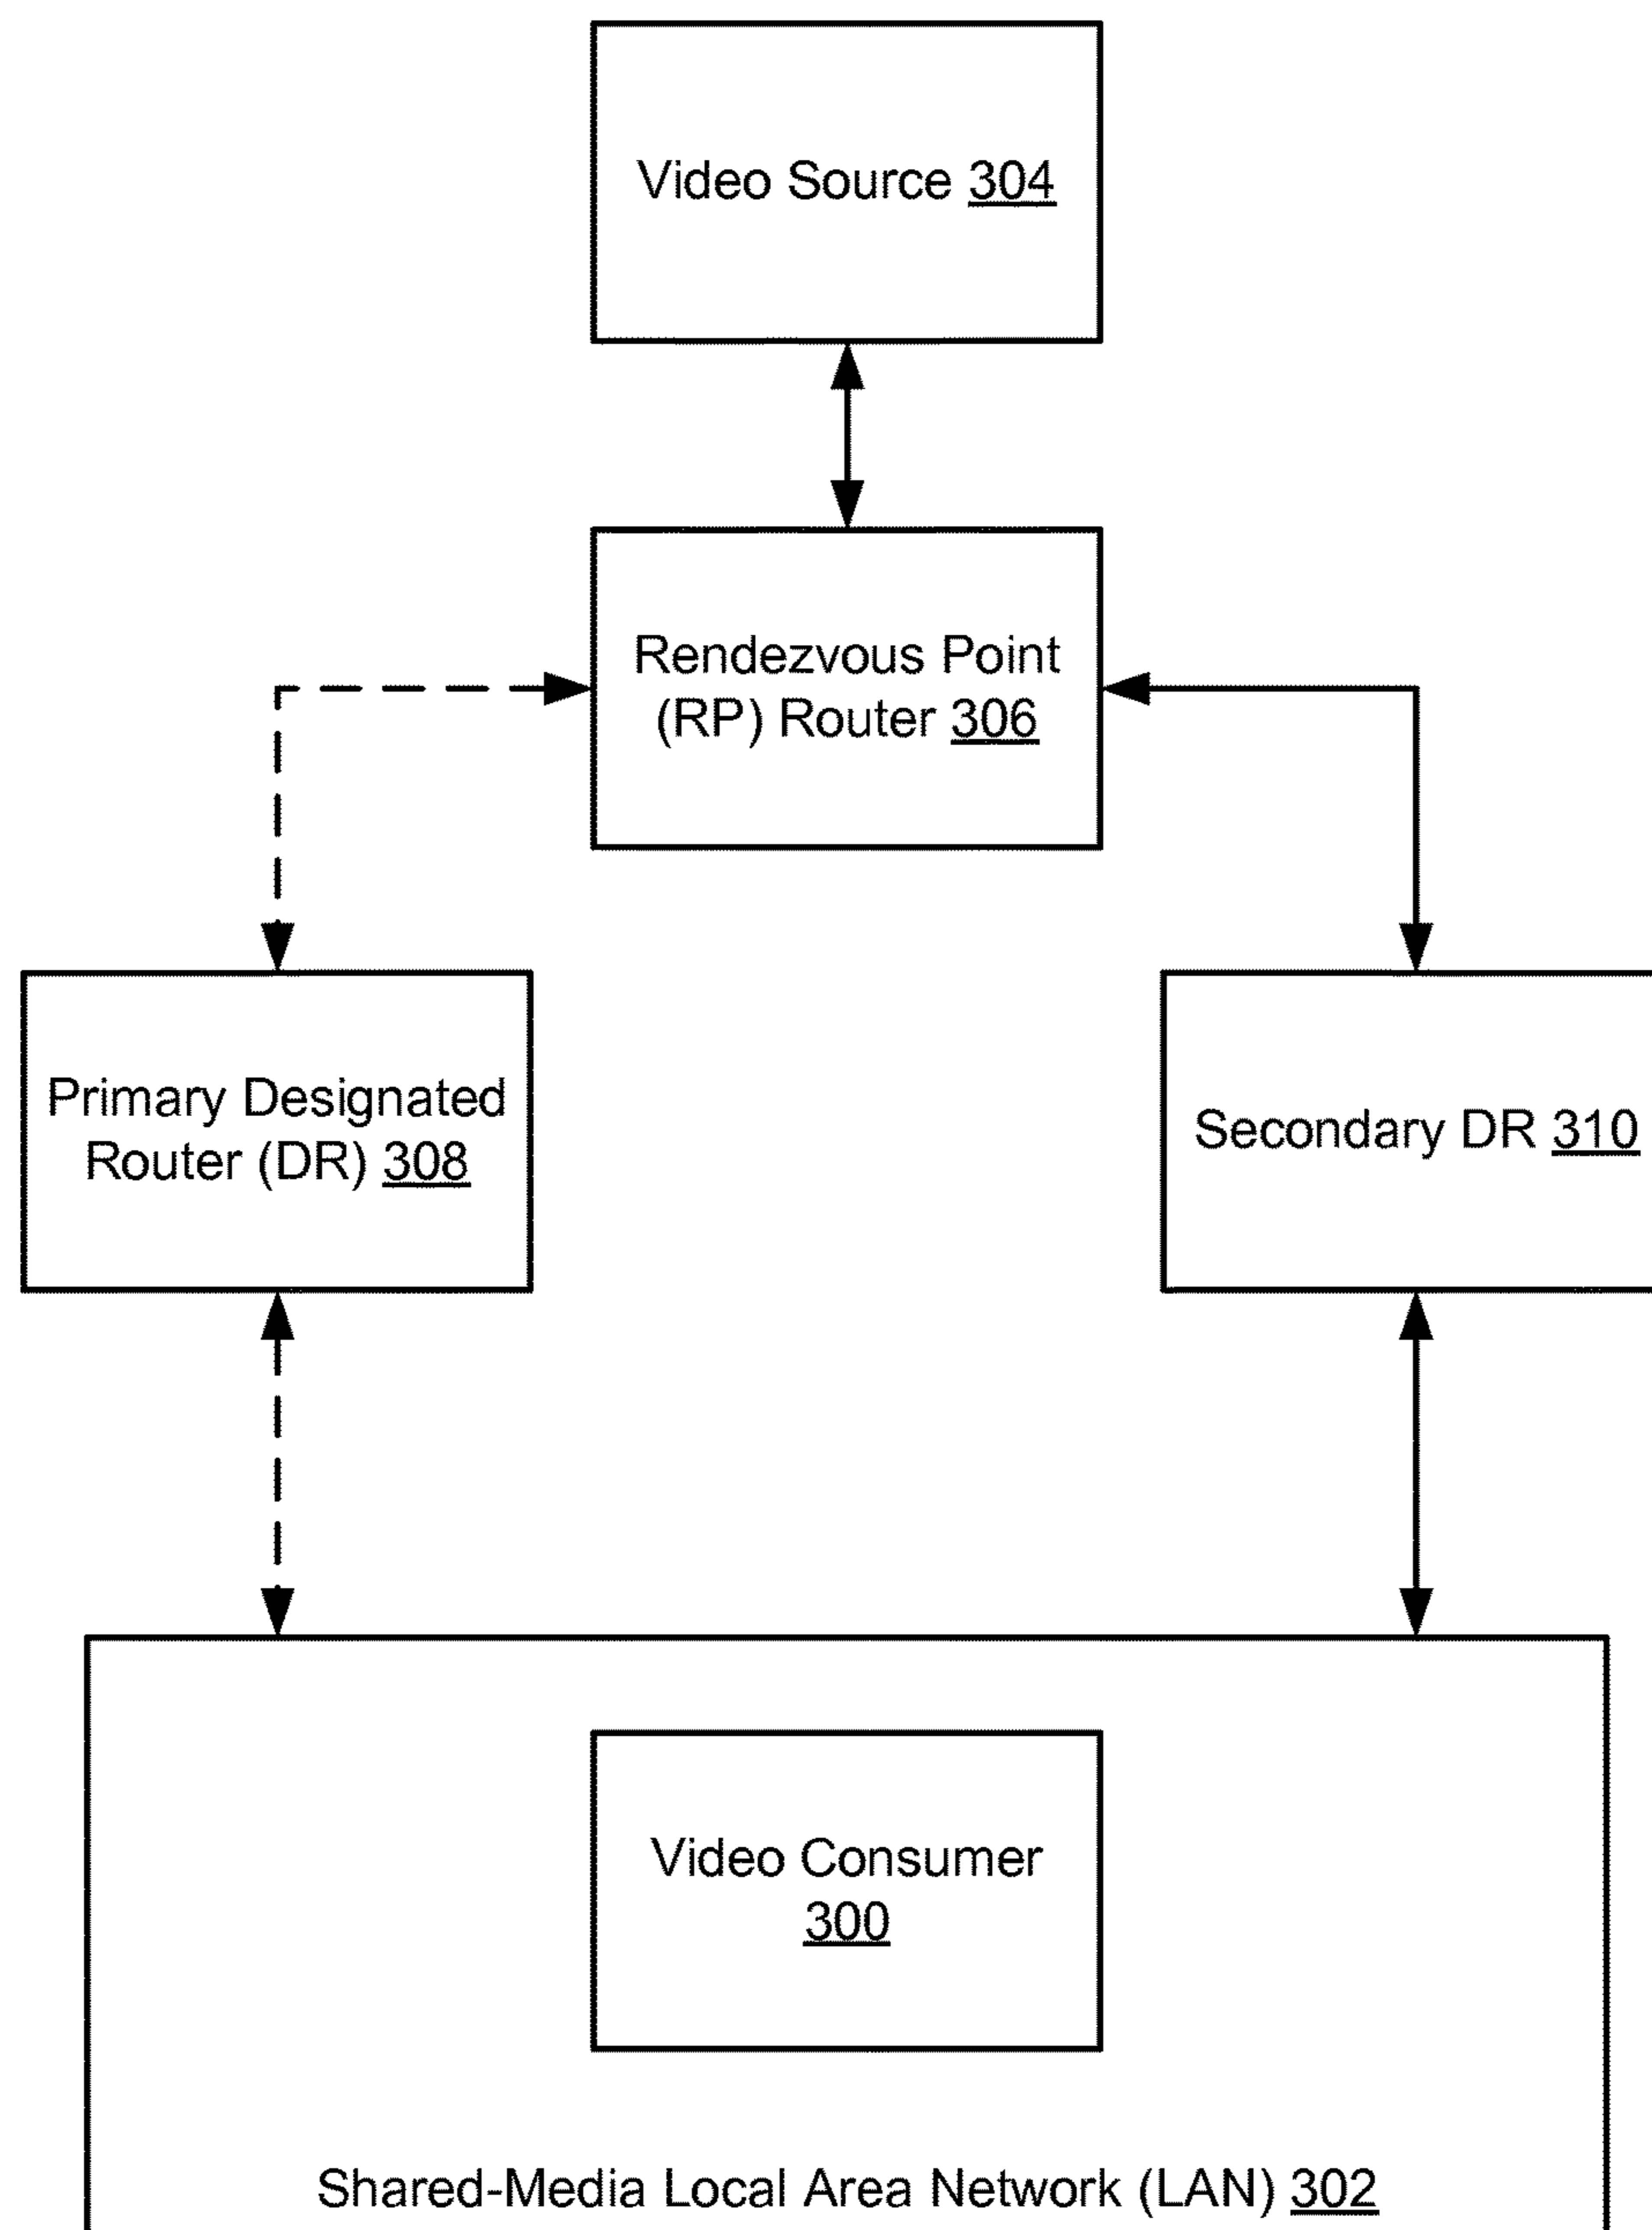 Video Source 304
Rendezvous Point
(RP) Router 306
Primary Designated
Router (DR) 308
Secondary DR 310
Video Consumer
300
Shared-Media Local Area Network (LAN) 302